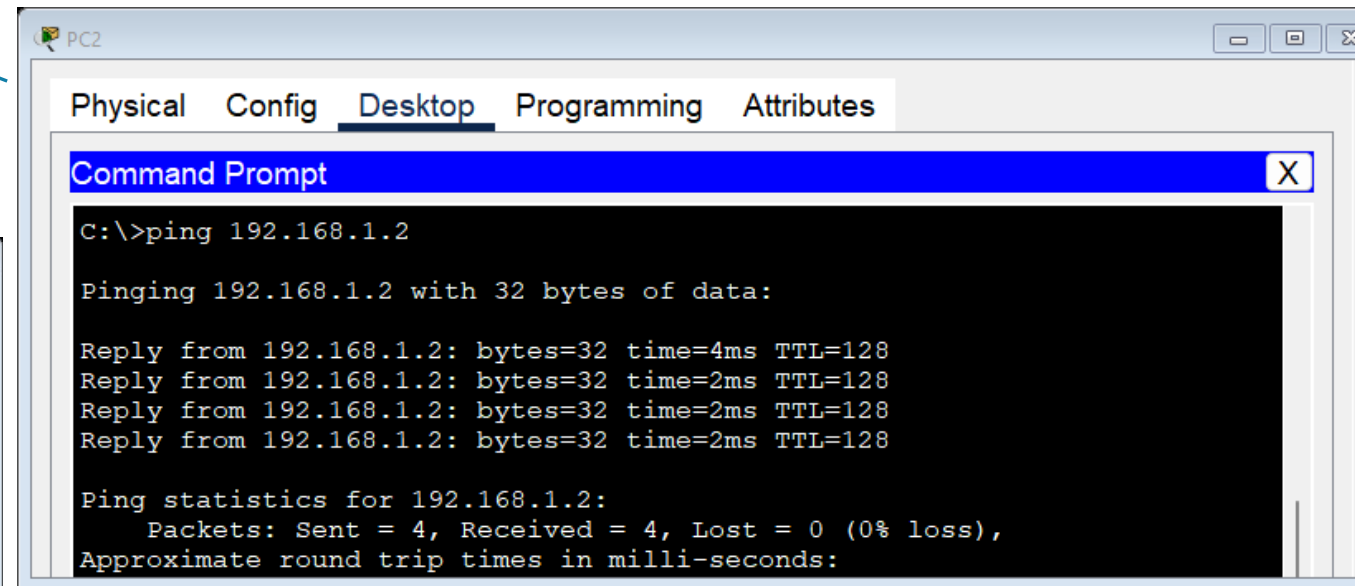 PC2
Physical Config Desktop Programming Attributes
Command Prompt X
C:\>ping 192.168.1.2
Pinging 192.168.1.2 with 32 bytes of data:
Reply from 192.168.1.2: bytes=32 time=4ms TTL=128
Reply from 192.168.1.2: bytes=32 time=2ms TTL=128
Reply from 192.168.1.2: bytes=32 time=2ms TTL=128
Reply from 192.168.1.2: bytes=32 time=2ms TTL=128
Ping statistics for 192.168.1.2:
    Packets: Sent = 4, Received = 4, Lost = 0 (0% loss),
Approximate round trip times in milli-seconds: